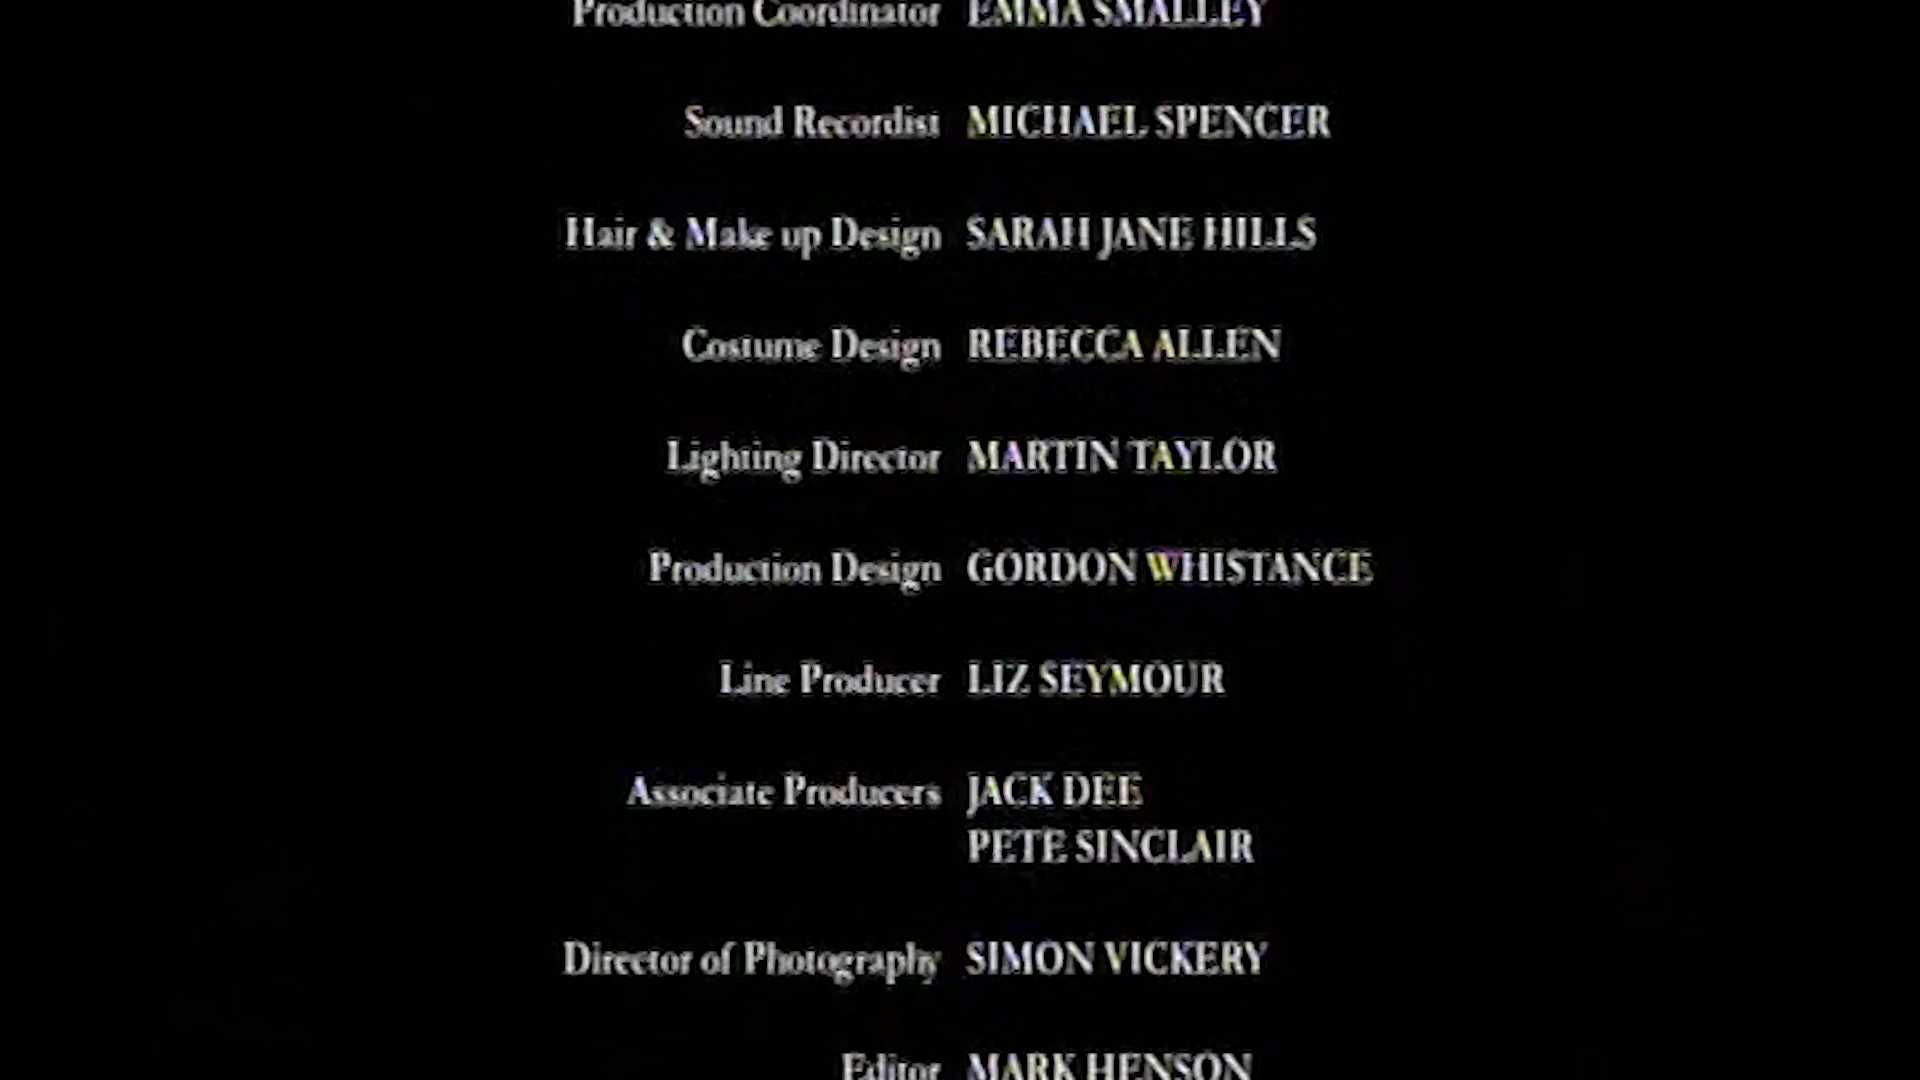 Production Coordinator EMMA SMALLEY
Sound Recordist MICHAEL SPENCER
Hair & Make up Design SARAH JANE HILLS
Costume Design REBECCA ALLEN
Lighting Director MARTIN TAYLOR
Production Design GORDON WHISTANCE
Line Producer LIZ SEYMOUR
Associate Producers JACK DEE
PETE SINCLAIR
Director of Photography SIMON VICKERY
Editor MARK HENSON